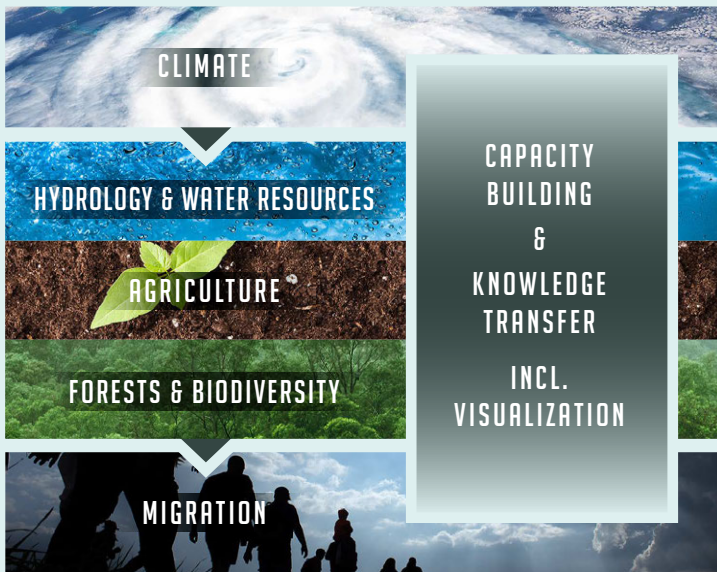 CLIMATE
HYDROLOGY & WATER RESOURCES
AGRICULTURE
FORESTS & BIODIVERSITY
MIGRATION
CAPACITY
BUILDING
&
KNOWLEDGE
TRANSFER
INCL.
VISUALIZATION